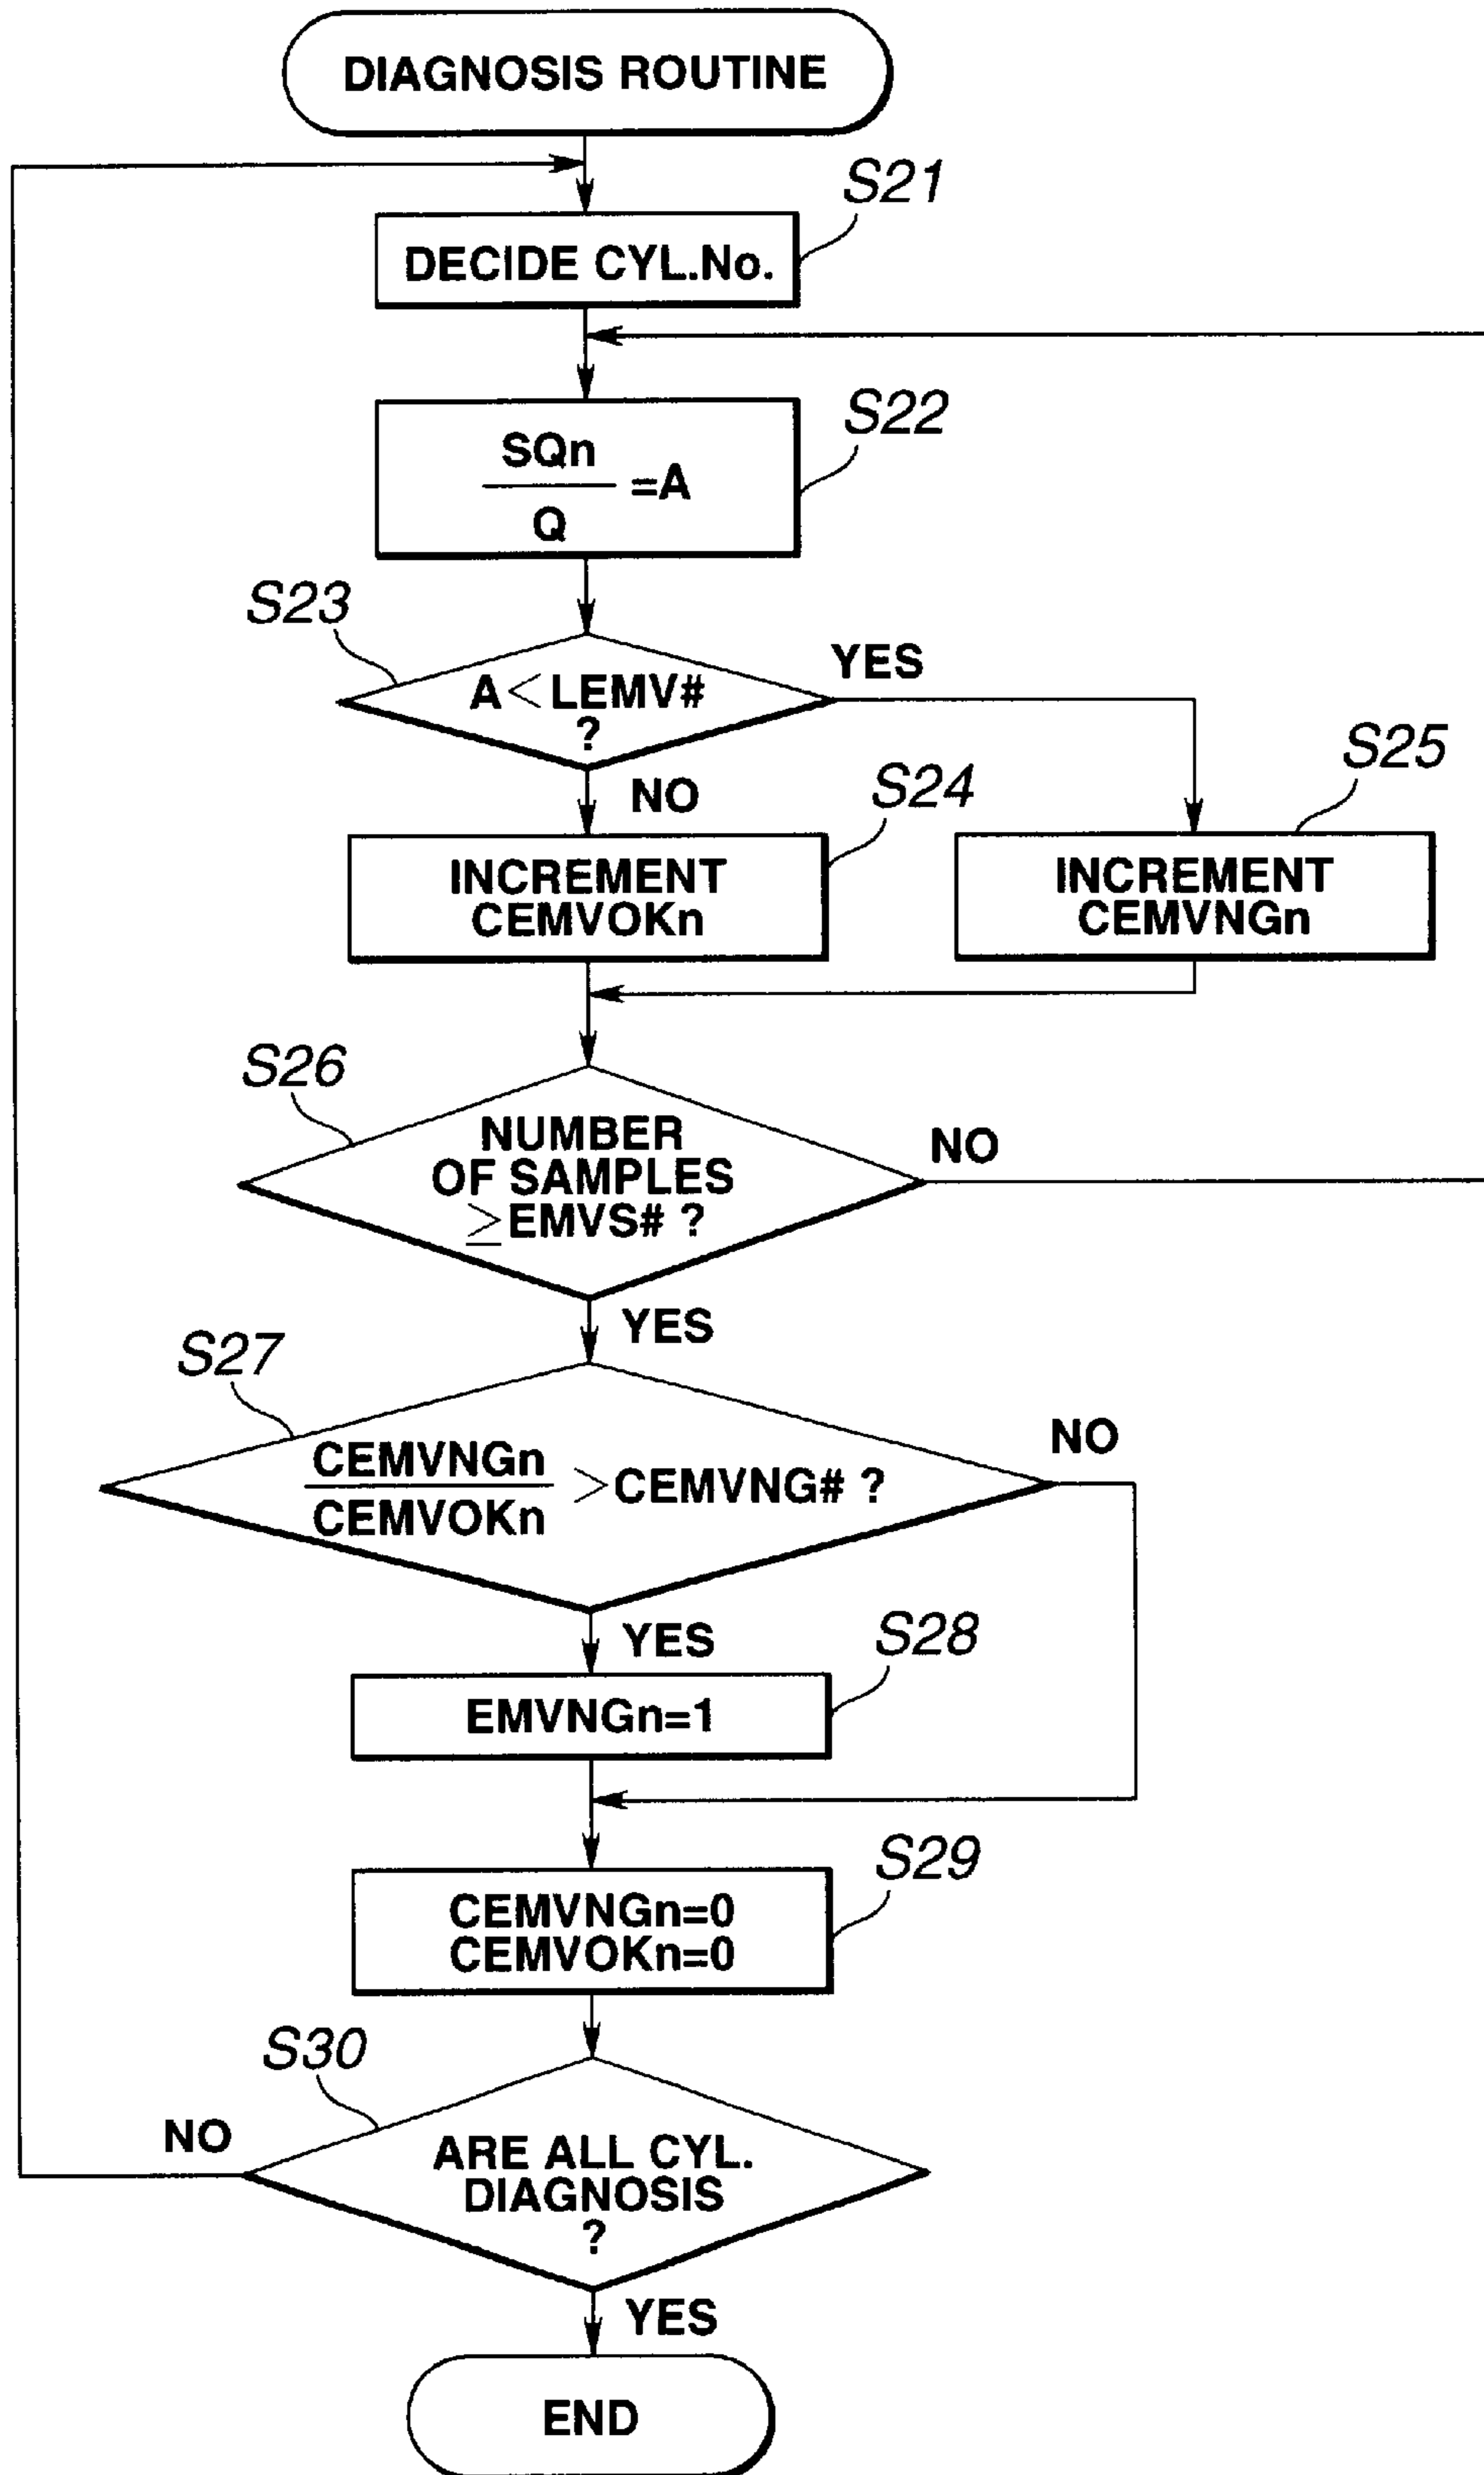 DIAGNOSIS ROUTINE
S21
DECIDE CYL.No.
S22
SQn
=A
Q
S23
YES
A<LEMV#
?
NO
S24
S25
INCREMENT
CEMVOKn
INCREMENT
CEMVNGn
S26
NUMBER
OF SAMPLES
≥EMVS# ?
NO
YES
S27
NO
CEMVNGn
>CEMVNG# ?
CEMVOKn
YES
S28
EMVNGn=1
S29
CEMVNGn=0
CEMVOKn=0
S30
NO
ARE ALL CYL.
DIAGNOSIS
?
YES
END